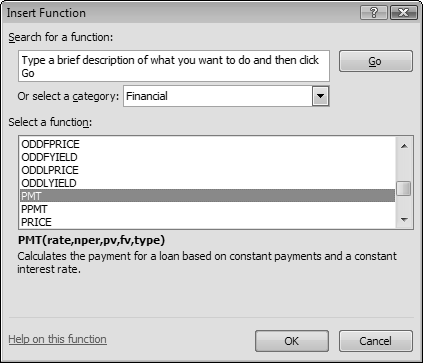 Insert Function
Search for a function:
Type a brief description of what you want to do and then click
Go
Go
Or select a category: Financial
Select a function:
ODDFPRICE
ODDFYIELD
ODDLPRICE
ODDLYIELD
PMT
PPMT
PRICE
PMT(rate,nper,pv,fv,type)
Calculates the payment for a loan based on constant payments and a constant
interest rate.
Help on this function
OK
Cancel